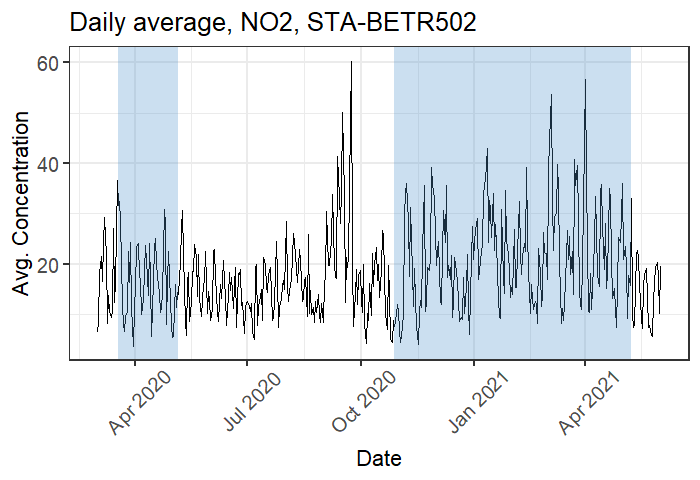 Daily average, NO2, STA-BETR502
Avg. Concentration
60
40
20
Apr 2020
Jul 2020
Oct 2020
Jan 2021
Apr 2021
Date